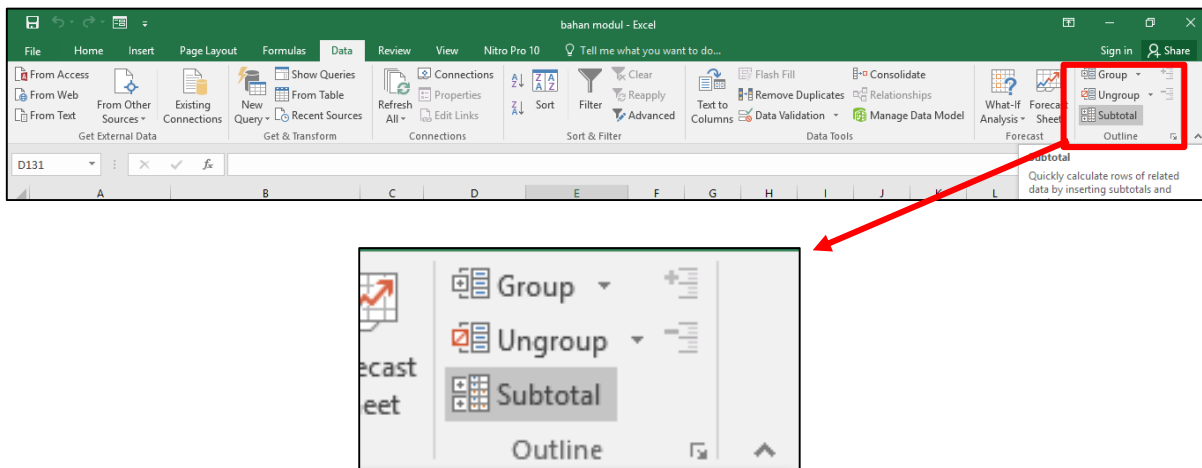 bahan modul - Excel
File Home Insert Page Layout Formulas Data Review View Nitro Pro 10 Tell me what you want to do... Sign in Share
From Access
From Web
From Text
From Other Sources
Existing Connections
Get External Data
New Query
Show Queries
From Table
Recent Sources
Get & Transform
Refresh All
Connections
Properties
Edit Links
Connections
Sort
Filter
Clear
Reapply
Advanced
Sort & Filter
Text to Columns
Flash Fill
Remove Duplicates
Data Validation
Consolidate
Relationships
Manage Data Model
Data Tools
What-If Analysis
Forecast Sheet
Forecast
Group
Ungroup
Subtotal
Outline
D131 fx
Subtotal
Quickly calculate rows of related
data by inserting subtotals and
A B C D E F G H I J K L
Group
Ungroup
ecast
eet
Subtotal
Outline